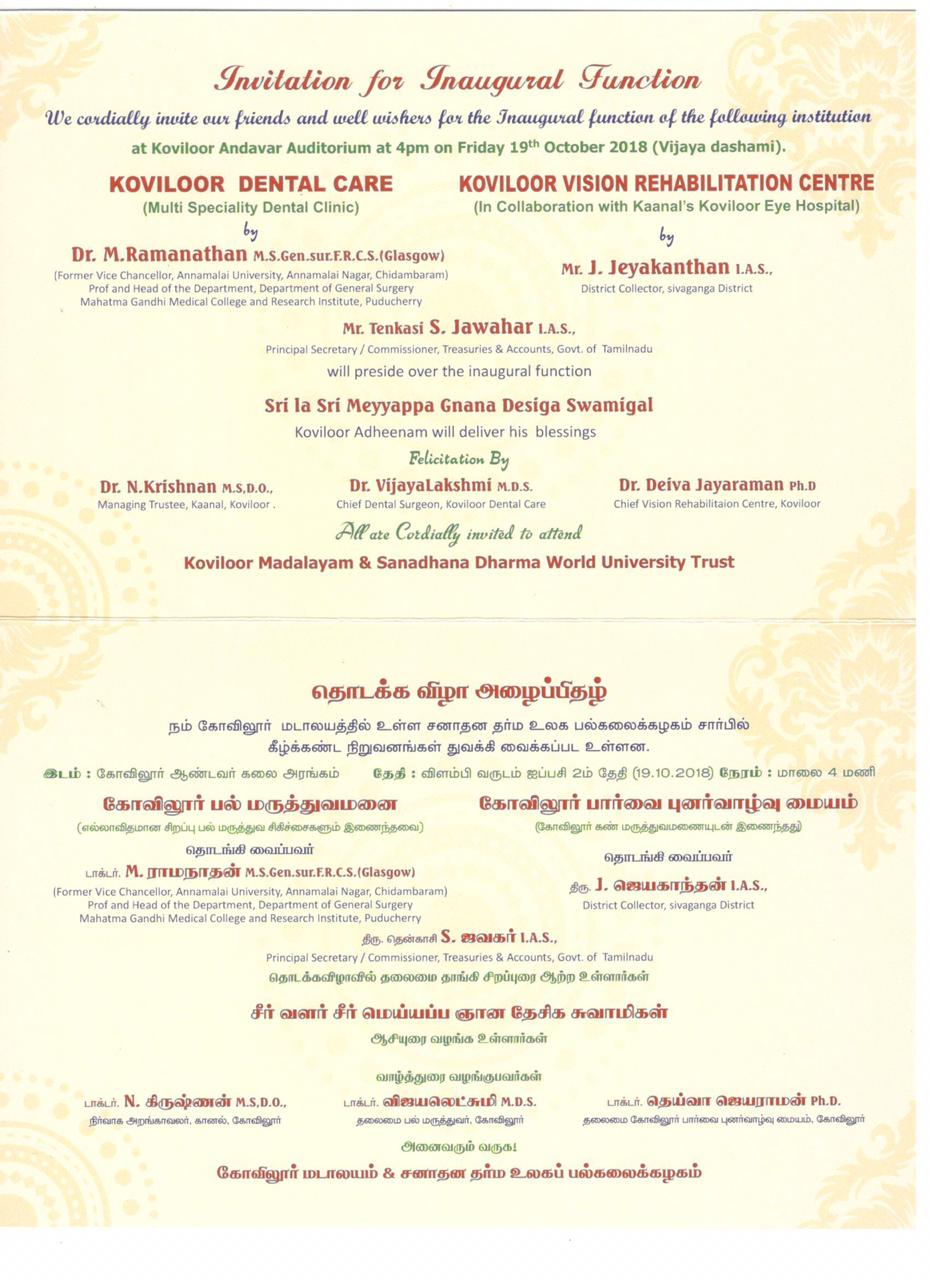 Invitation for Inaugural Function
We cordially invite our friends and well wishers for the Inaugural function of the following institution
at Koviloor Andavar Auditorium at 4pm on Friday 19th October 2018 (Vijaya dashami).
KOVILOOR DENTAL CARE
(Multi Speciality Dental Clinic)
by
Dr. M.Ramanathan M.S.Gen.sur.F.R.C.S.(Glasgow)
(Former Vice Chancellor, Annamalai University, Annamalai Nagar, Chidambaram)
Prof and Head of the Department, Department of General Surgery
Mahatma Gandhi Medical College and Research Institute, Puducherry
KOVILOOR VISION REHABILITATION CENTRE
(In Collaboration with Kaanal's Koviloor Eye Hospital)
by
Mr. J. Jeyakanthan I.A.S.,
District Collector, sivaganga District
Mr. Tenkasi S. Jawahar I.A.S.,
Principal Secretary / Commissioner, Treasuries & Accounts, Govt. of Tamilnadu
will preside over the inaugural function
Sri la Sri Meyyappa Gnana Desiga Swamigal
Koviloor Adheenam will deliver his blessings
Felicitation By
Dr. N.Krishnan M.S,D.O.,
Managing Trustee, Kaanal, Koviloor .
Dr. VijayaLakshmi M.D.S.
Chief Dental Surgeon, Koviloor Dental Care
Dr. Deiva Jayaraman Ph.D
Chief Vision Rehabilitaion Centre, Koviloor
All are Cordially invited to attend
Koviloor Madalayam & Sanadhana Dharma World University Trust
தொடக்க விழா அழைப்பிதழ்
நம் கோவிலூர் மடாலயத்தில் உள்ள சனாதன தர்ம உலக பல்கலைக்கழகம் சார்பில்
கீழ்க்கண்ட நிறுவனங்கள் துவக்கி வைக்கப்பட உள்ளன.
இடம் : கோவிலூர் ஆண்டவர் கலை அரங்கம் தேதி : விளம்பி வருடம் ஐப்பசி 2ம் தேதி (19.10.2018) நேரம் : மாலை 4 மணி
கோவிலூர் பல் மருத்துவமனை
(எல்லாவிதமான சிறப்பு பல் மருத்துவ சிகிச்சைகளும் இணைந்தவை)
தொடங்கி வைப்பவர்
டாக்டர். M. ராமநாதன் M.S.Gen.sur.F.R.C.S.(Glasgow)
(Former Vice Chancellor, Annamalai University, Annamalai Nagar, Chidambaram)
Prof and Head of the Department, Department of General Surgery
Mahatma Gandhi Medical College and Research Institute, Puducherry
கோவிலூர் பார்வை புனர்வாழ்வு மையம்
(கோவிலூர் கண் மருத்துவமணையுடன் இணைந்தது)
தொடங்கி வைப்பவர்
திரு. J. ஜெயகாந்தன் I.A.S.,
District Collector, sivaganga District
திரு. தென்காசி S. ஜவகர் I.A.S.,
Principal Secretary / Commissioner, Treasuries & Accounts, Govt. of Tamilnadu
தொடக்கவிழாவில் தலைமை தாங்கி சிறப்புரை ஆற்ற உள்ளார்கள்
சீர் வளர் சீர் மெய்யப்ப ஞான தேசிக சுவாமிகள்
ஆசியுரை வழங்க உள்ளார்கள்
வாழ்த்துரை வழங்குபவர்கள்
டாக்டர். N. கிருஷ்ணன் M.S,D.O.,
நிர்வாக அறங்காவலர், கானல், கோவிலூர்
டாக்டர். விஜயலெட்சுமி M.D.S.
தலைமை பல் மருத்துவர், கோவிலூர்
டாக்டர். தெய்வா ஜெயராமன் Ph.D.
தலைமை கோவிலூர் பார்வை புனர்வாழ்வு மையம், கோவிலூர்
அனைவரும் வருக!
கோவிலூர் மடாலயம் & சனாதன தர்ம உலகப் பல்கலைக்கழகம்